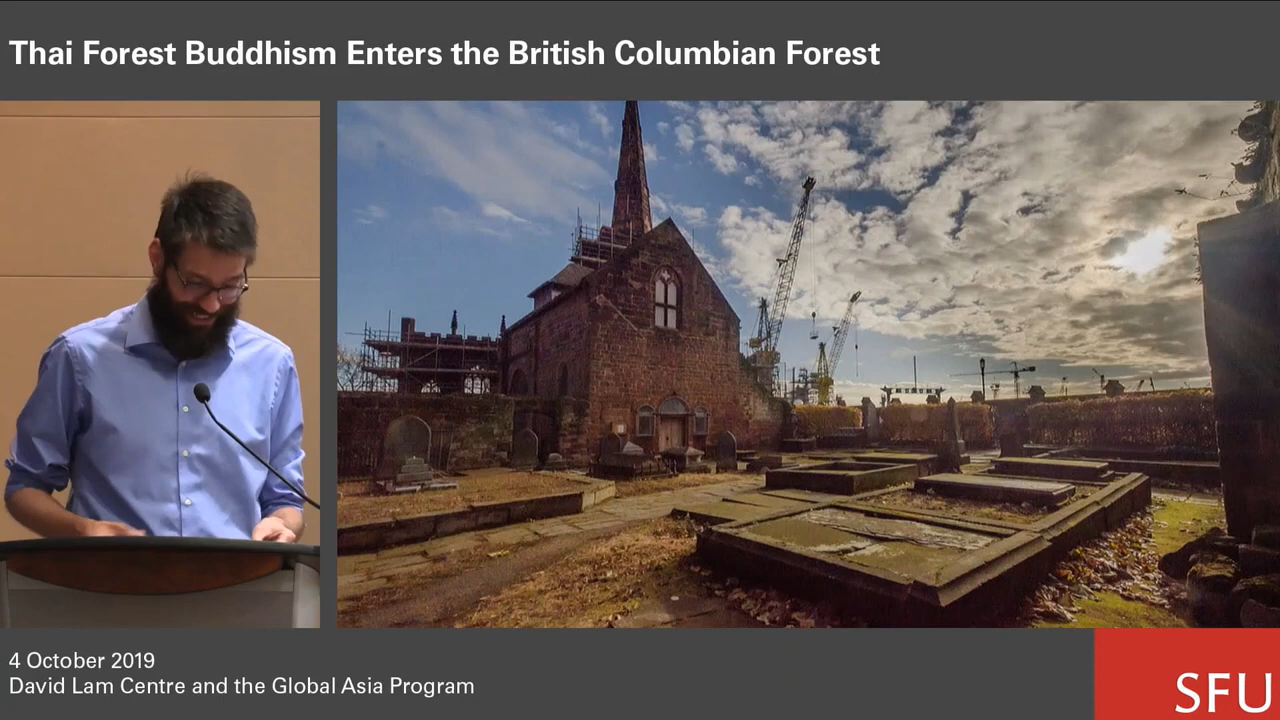 Thai Forest Buddhism Enters the British Columbian Forest
4 October 2019
David Lam Centre and the Global Asia Program
SFU